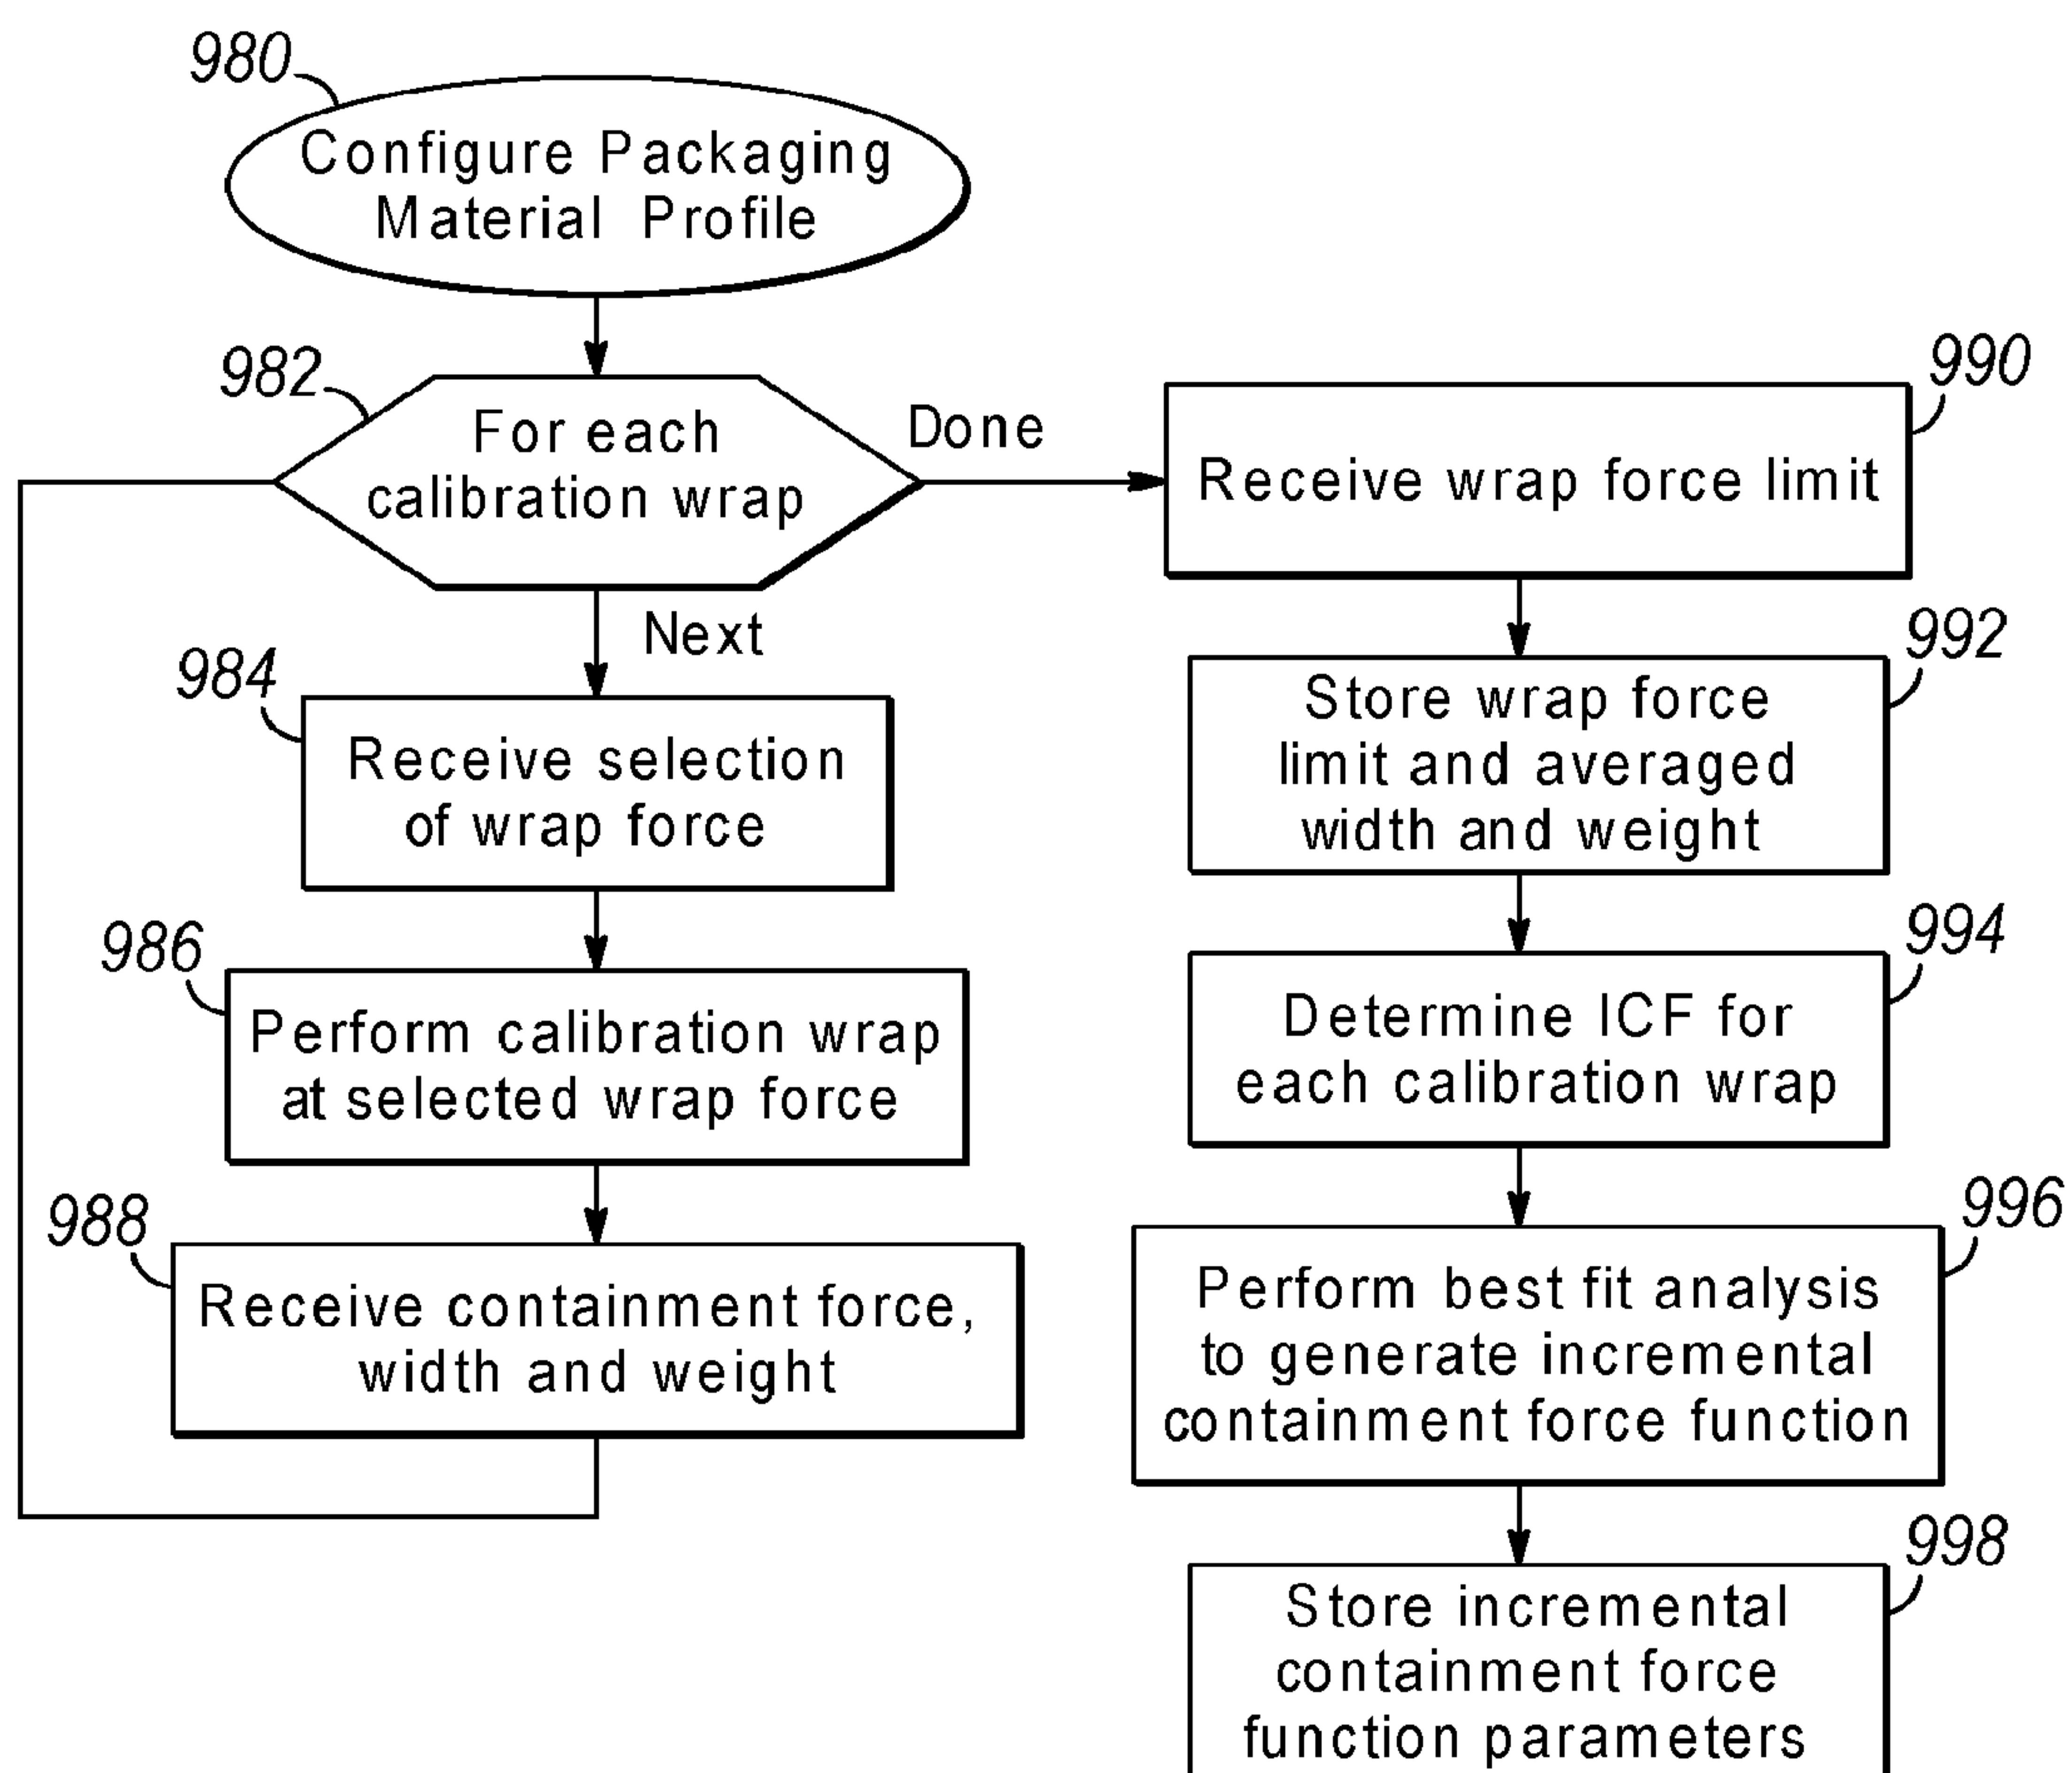 980
Configure Packaging
Material Profile
982
For each
calibration wrap
Done
Next
984
Receive selection
of wrap force
986
Perform calibration wrap
at selected wrap force
988
Receive containment force,
width and weight
990
Receive wrap force limit
992
Store wrap force
limit and averaged
width and weight
994
Determine ICF for
each calibration wrap
996
Perform best fit analysis
to generate incremental
containment force function
998
Store incremental
containment force
function parameters